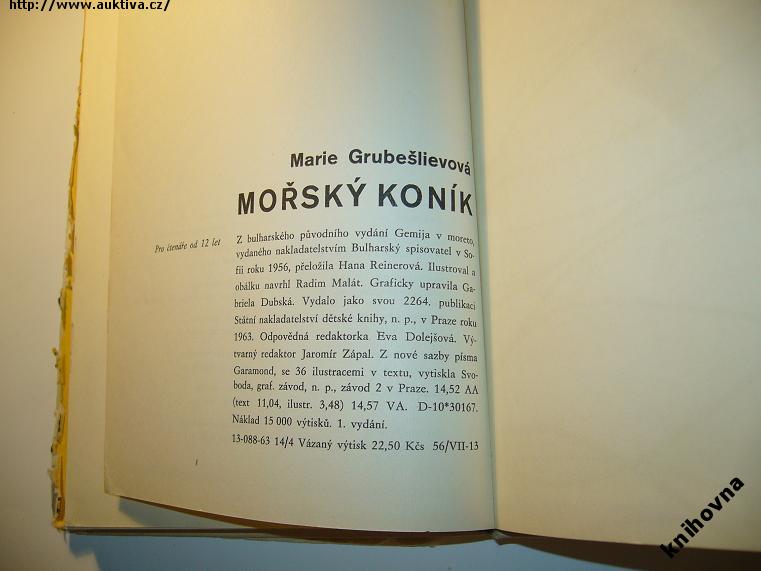 http://www.auktiva.cz/
Marie Grubešlievová
MOŘSKÝ KONÍK
Pro čtenáře od 12 let
Z bulharského původního vydání Gemija v moreto,
vydaného nakladatelstvím Bulharský spisovatel v So-
fii roku 1956, přeložila Hana Reinerová. Ilustroval a
obálku navrhl Radim Malát. Graficky upravila Ga-
briela Dubská. Vydalo jako svou 2264. publikaci
Státní nakladatelství dětské knihy, n. p., v Praze roku
1963. Odpovědná redaktorka Eva Dolejšová. Vý-
tvarný redaktor Jaromír Zápal. Z nové sazby písma
Garamond, se 36 ilustracemi v textu, vytiskla Svo-
boda, graf. závod, n. p., závod 2 v Praze. 14,52 AA
(text 11,04, ilustr. 3,48) 14,57 VA. D-10*30167.
Náklad 15 000 výtisků. 1. vydání.
13-088-63 14/4 Vázaný výtisk 22,50 Kčs 56/VII-13
knihovna